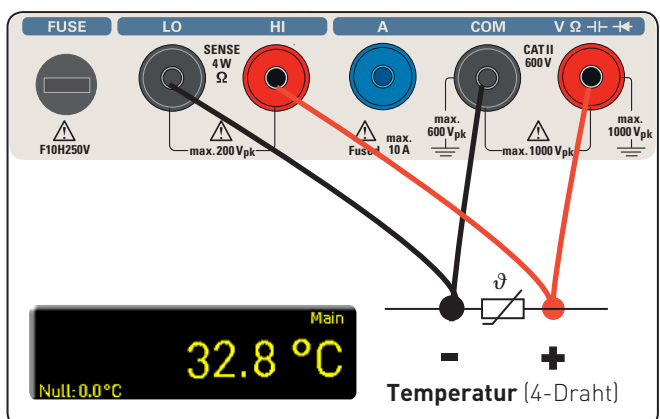 FUSE LO HI A COM V Ω ⊣⊢ ⯈⊢
SENSE
4 W
Ω
CAT II
600 V
F10H250V
max. 200 Vpk
Fused
max.
10 A
max.
600 Vpk
max. 1000 Vpk
max.
1000 Vpk
ϑ
Main
32.8 °C
Null: 0.0°C
- +
Temperatur (4-Draht)